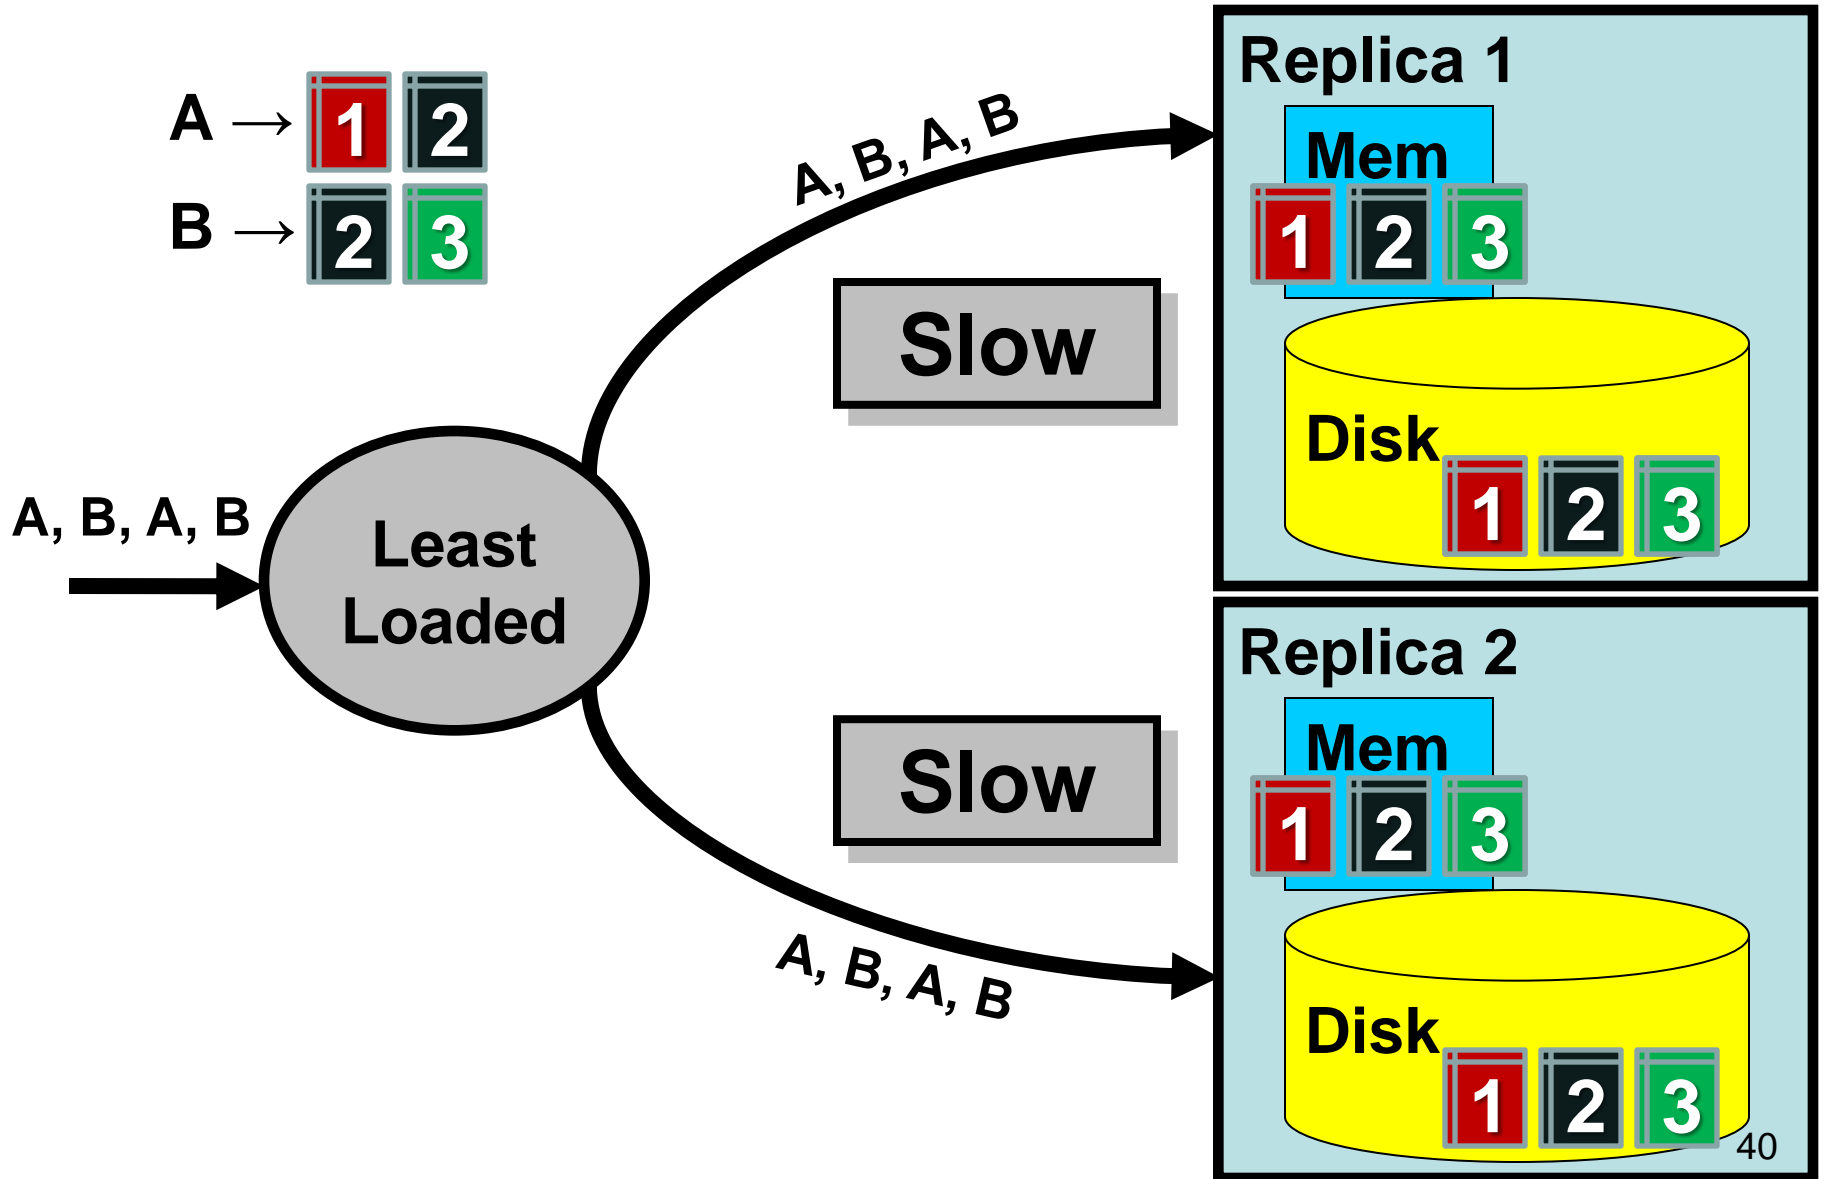 A → 1 2
B → 2 3
A, B, A, B
Least
Loaded
A, B, A, B
Slow
Replica 1
Mem
1 2 3
Disk
1 2 3
Slow
A, B, A, B
Replica 2
Mem
1 2 3
Disk
1 2 3
40